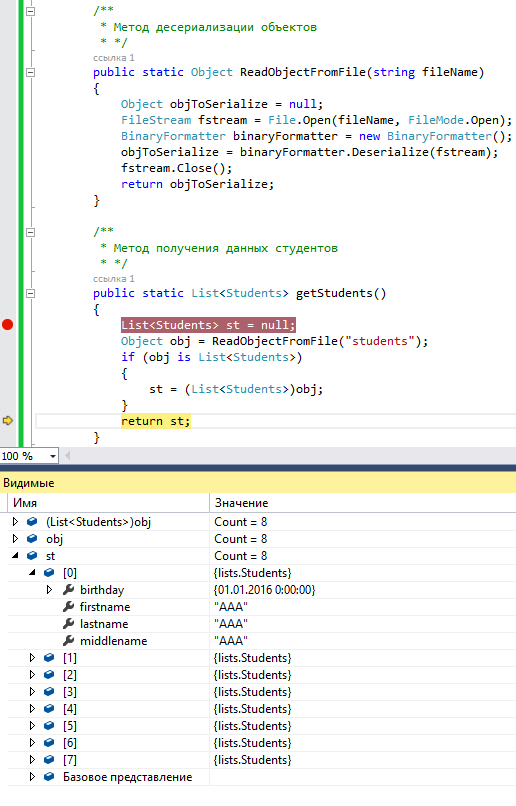 /**
* Метод десериализации объектов
* */
ссылка 1
public static Object ReadObjectFromFile(string fileName)
{
Object objToSerialize = null;
FileStream fstream = File.Open(fileName, FileMode.Open);
BinaryFormatter binaryFormatter = new BinaryFormatter();
objToSerialize = binaryFormatter.Deserialize(fstream);
fstream.Close();
return objToSerialize;
}
/**
* Метод получения данных студентов
* */
ссылка 1
public static List<Students> getStudents()
{
List<Students> st = null;
Object obj = ReadObjectFromFile("students");
if (obj is List<Students>)
{
st = (List<Students>)obj;
}
return st;
}
100 %
Видимые
Имя Значение
(List<Students>)obj Count = 8
obj Count = 8
st Count = 8
[0] {lists.Students}
birthday {01.01.2016 0:00:00}
firstname "AAA"
lastname "AAA"
middlename "AAA"
[1] {lists.Students}
[2] {lists.Students}
[3] {lists.Students}
[4] {lists.Students}
[5] {lists.Students}
[6] {lists.Students}
[7] {lists.Students}
Базовое представление